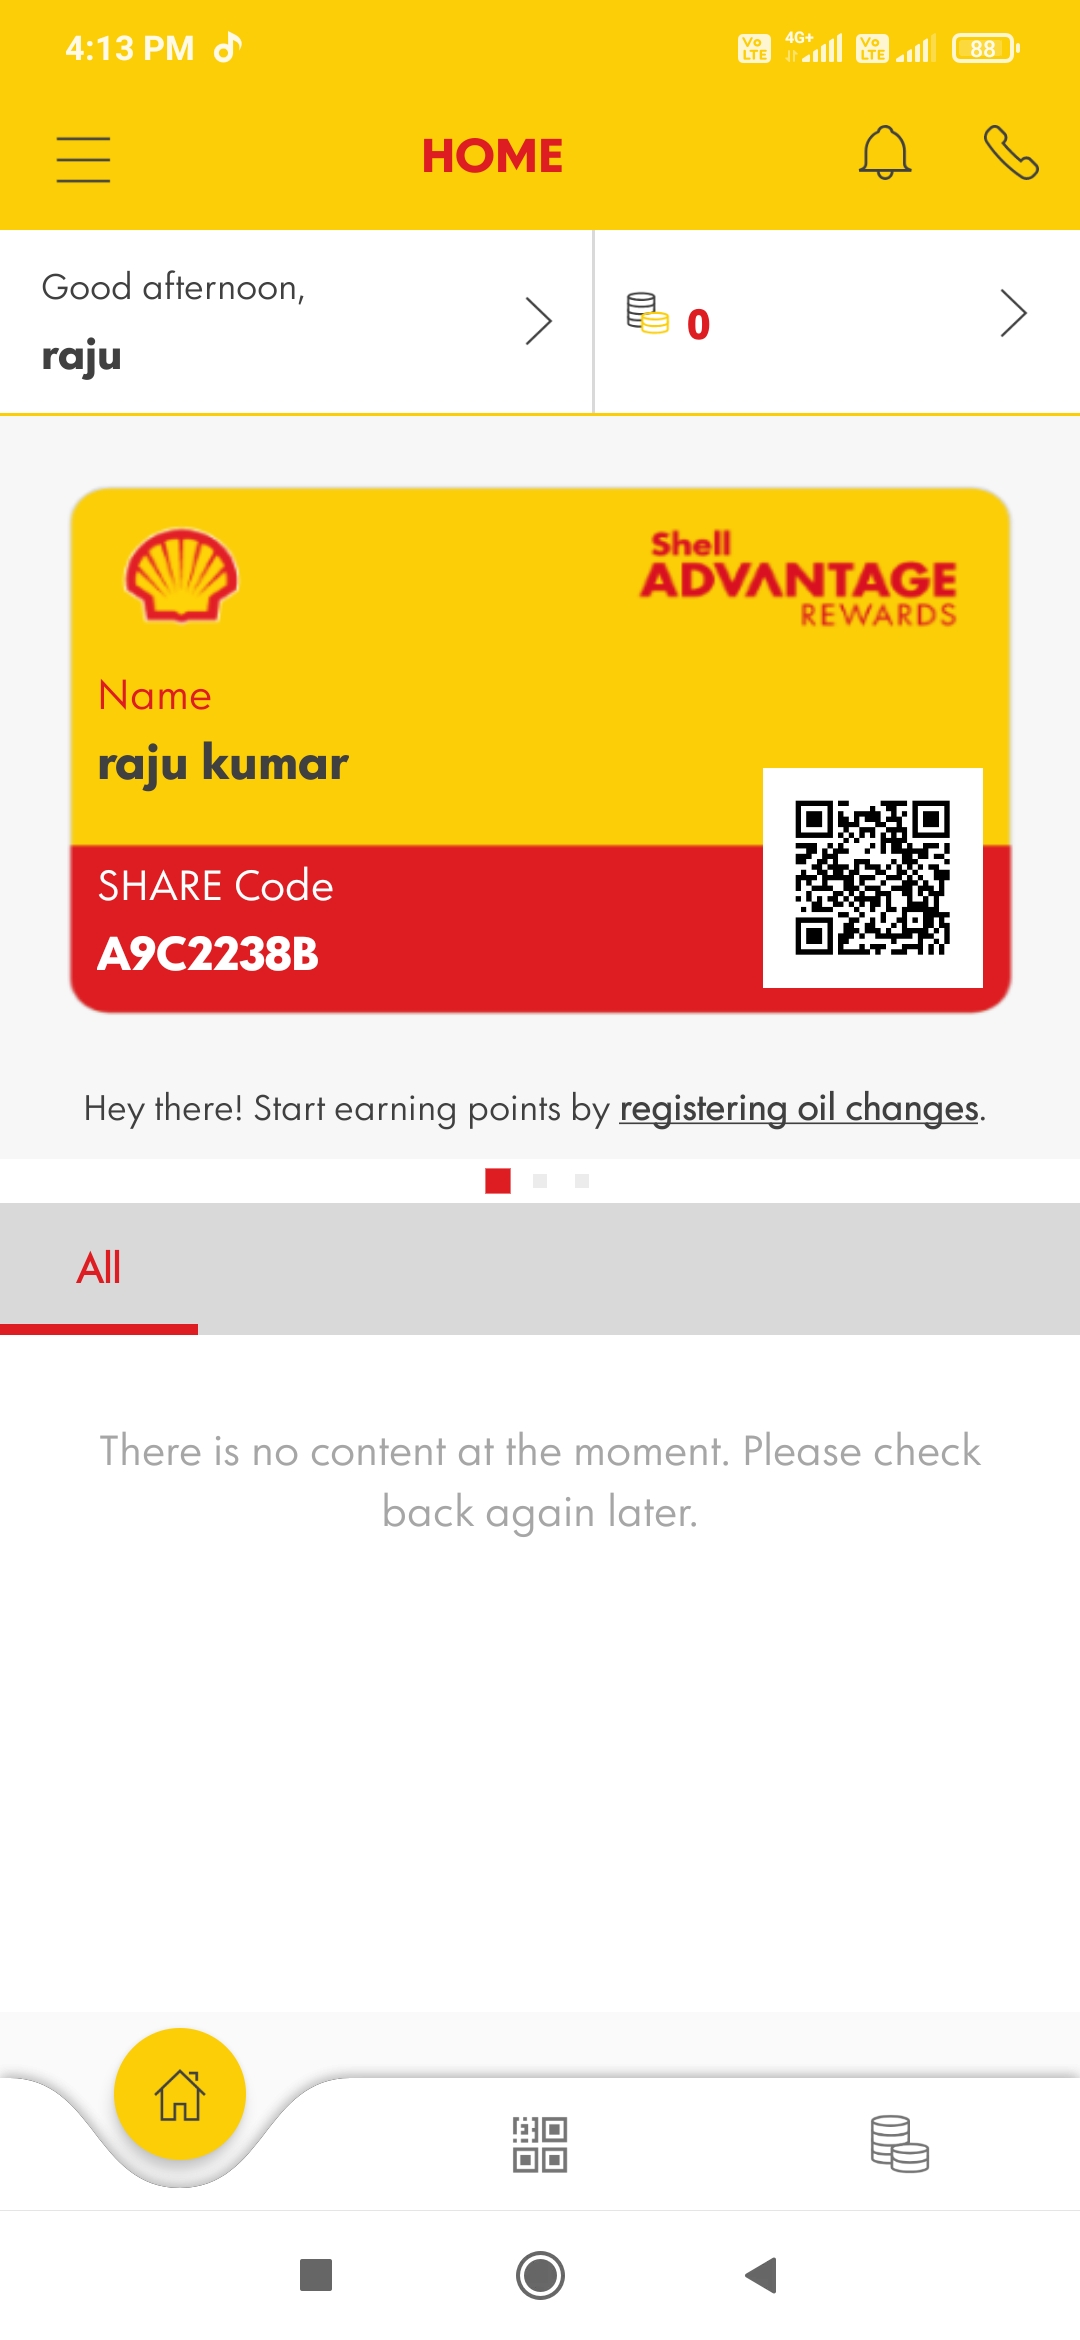 4:13 PM
Vo LTE 4G+ Vo LTE 88
HOME
Good afternoon,
raju
0
Shell
ADVANTAGE
REWARDS
Name
raju kumar
SHARE Code
A9C2238B
Hey there! Start earning points by registering oil changes.
All
There is no content at the moment. Please check
back again later.